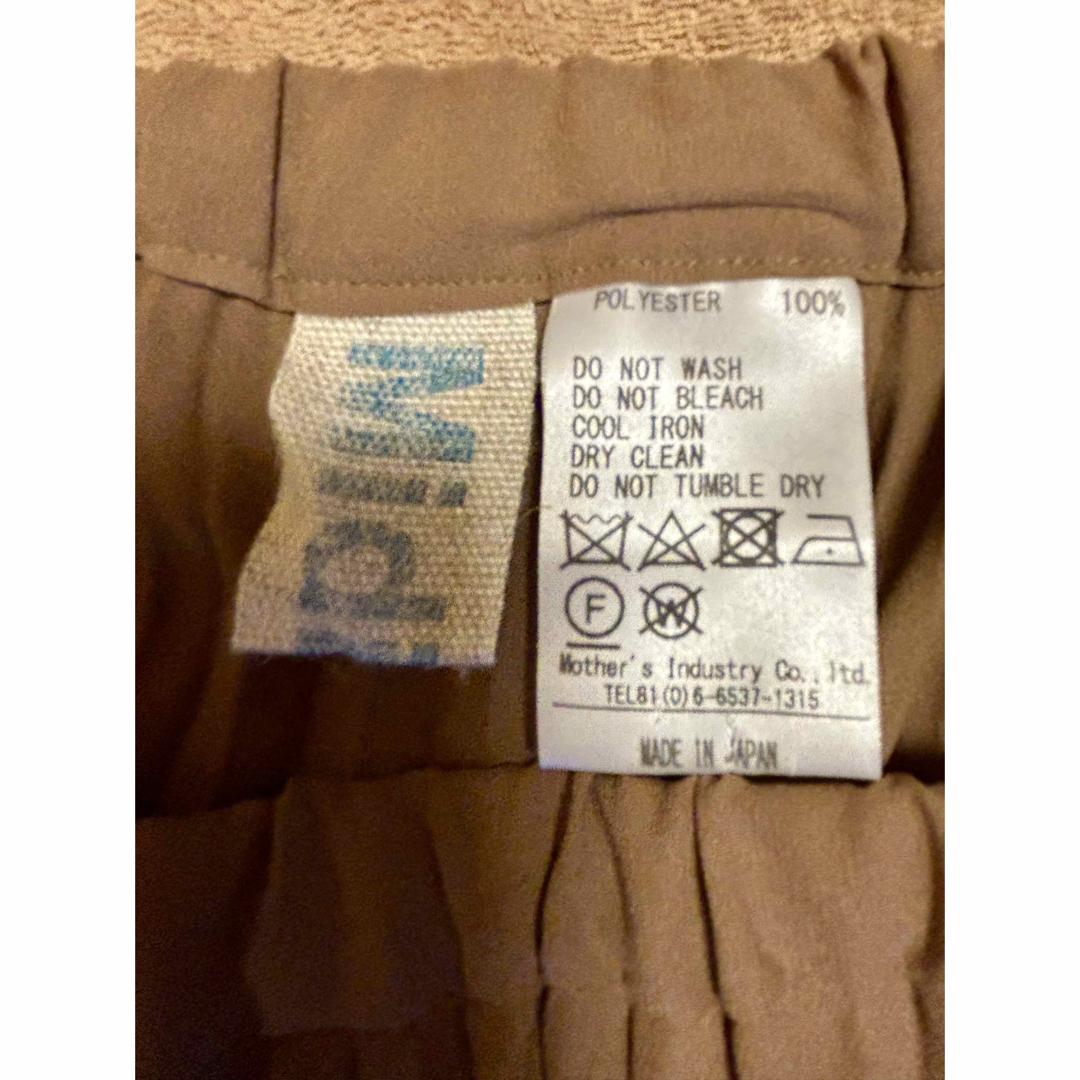 Midi
POLYESTER 100%
DO NOT WASH
DO NOT BLEACH
COOL IRON
DRY CLEAN
DO NOT TUMBLE DRY
F W
Mother's Industry Co.,ltd.
TEL81(0)6-6537-1315
MADE IN JAPAN